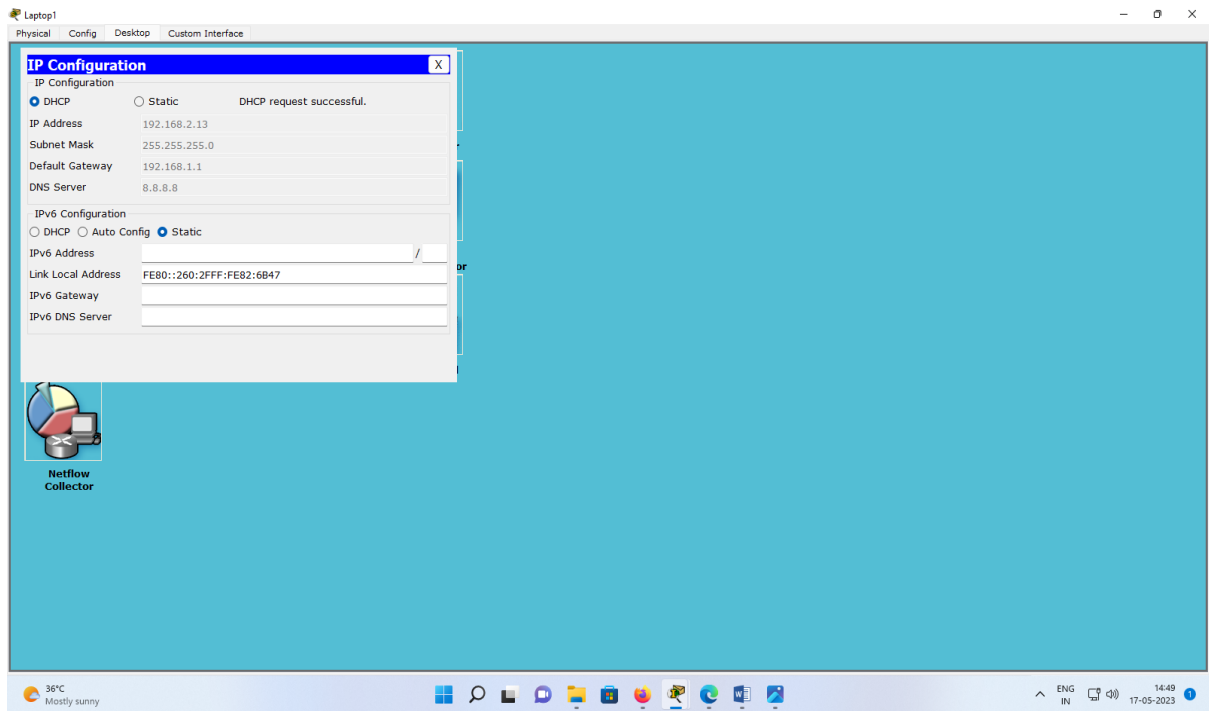 Laptop1
Physical Config Desktop Custom Interface
IP Configuration X
IP Configuration
DHCP Static DHCP request successful.
IP Address 192.168.2.13
Subnet Mask 255.255.255.0
Default Gateway 192.168.1.1
DNS Server 8.8.8.8
IPv6 Configuration
DHCP Auto Config Static
IPv6 Address /
Link Local Address FE80::260:2FFF:FE82:6B47
IPv6 Gateway
IPv6 DNS Server
or
Netflow
Collector
36°C
Mostly sunny
ENG
IN
14:49
17-05-2023
1